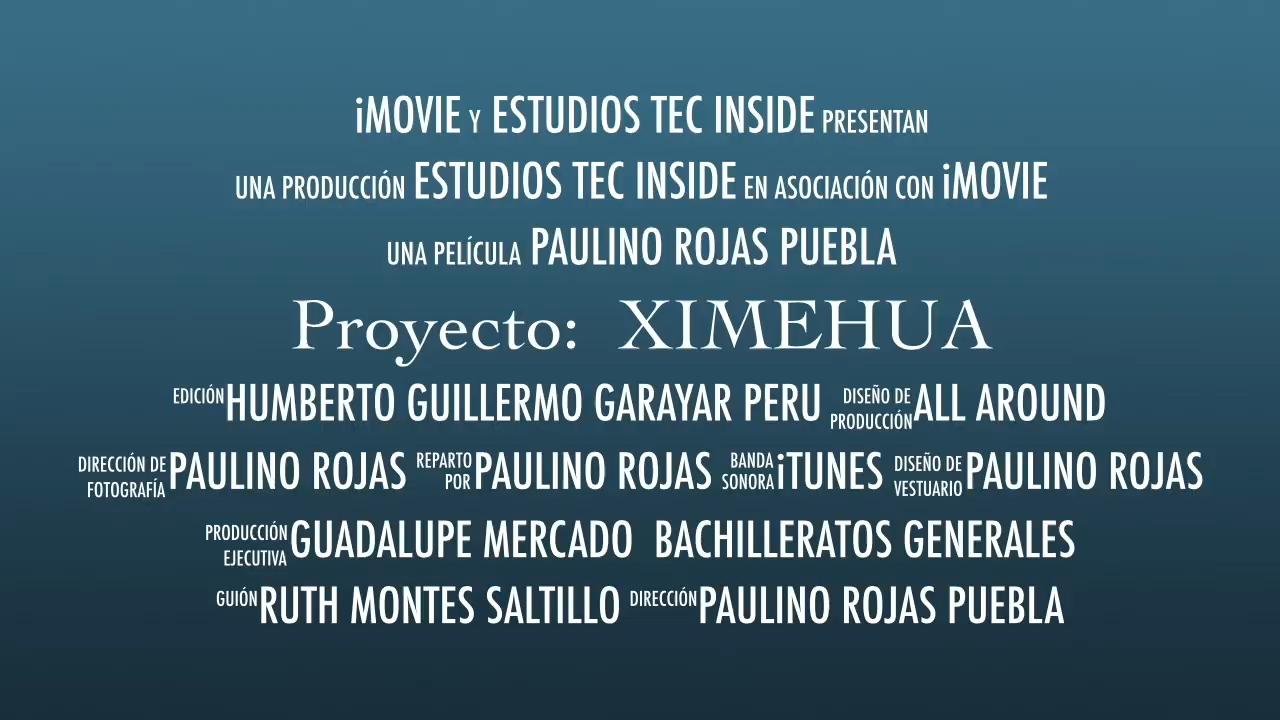 iMOVIE Y ESTUDIOS TEC INSIDE PRESENTAN
UNA PRODUCCIÓN ESTUDIOS TEC INSIDE EN ASOCIACIÓN CON iMOVIE
UNA PELÍCULA PAULINO ROJAS PUEBLA
Proyecto: XIMEHUA
EDICIÓN HUMBERTO GUILLERMO GARAYAR PERU DISEÑO DE PRODUCCIÓN ALL AROUND
DIRECCIÓN DE FOTOGRAFÍA PAULINO ROJAS REPARTO POR PAULINO ROJAS BANDA SONORA iTUNES DISEÑO DE VESTUARIO PAULINO ROJAS
PRODUCCIÓN EJECUTIVA GUADALUPE MERCADO BACHILLERATOS GENERALES
GUIÓN RUTH MONTES SALTILLO DIRECCIÓN PAULINO ROJAS PUEBLA